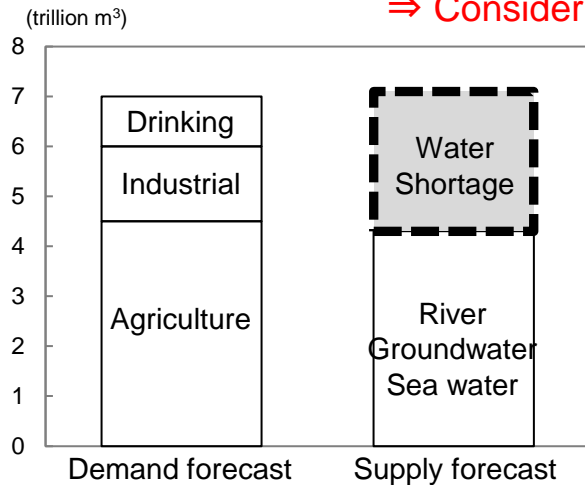 (trillion m³)
⇒ Consider
8
7
6
5
4
3
2
1
0
Drinking
Industrial
Agriculture
Water
Shortage
River
Groundwater
Sea water
Demand forecast
Supply forecast